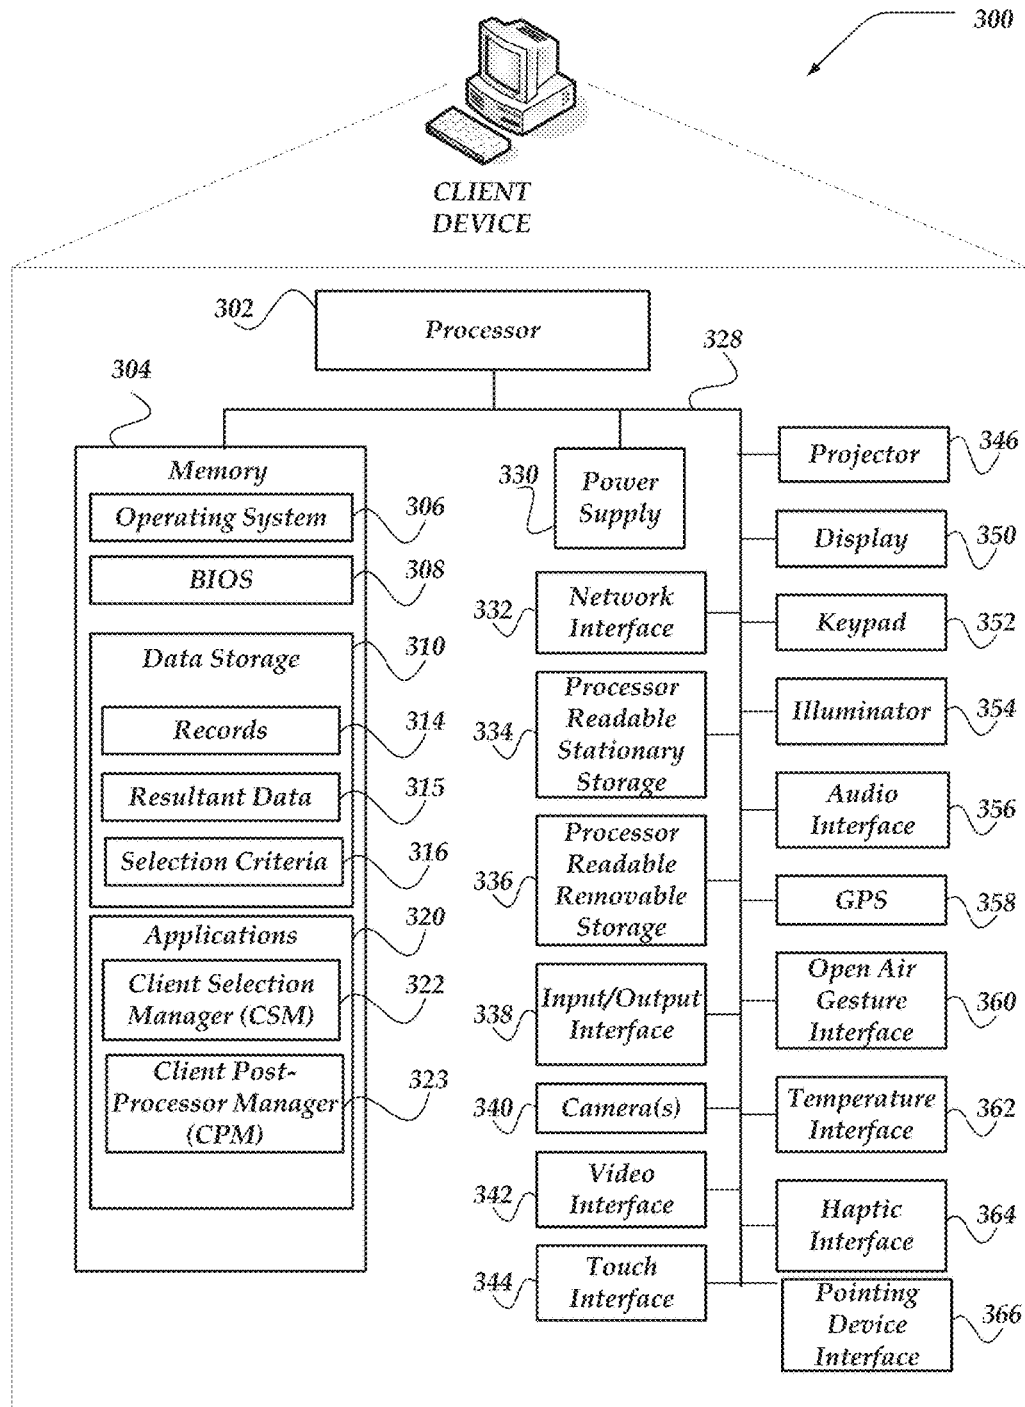 300
CLIENT
DEVICE
302
Processor
328
304
Memory
Operating System
306
BIOS
308
Data Storage
310
Records
314
Resultant Data
315
Selection Criteria
316
Applications
320
Client Selection
Manager (CSM)
322
Client Post-
Processor Manager
(CPM)
323
330
Power
Supply
332
Network
Interface
334
Processor
Readable
Stationary
Storage
336
Processor
Readable
Removable
Storage
338
Input/Output
Interface
340
Camera(s)
342
Video
Interface
344
Touch
Interface
Projector
346
Display
350
Keypad
352
Illuminator
354
Audio
Interface
356
GPS
358
Open Air
Gesture
Interface
360
Temperature
Interface
362
Haptic
Interface
364
Pointing
Device
Interface
366